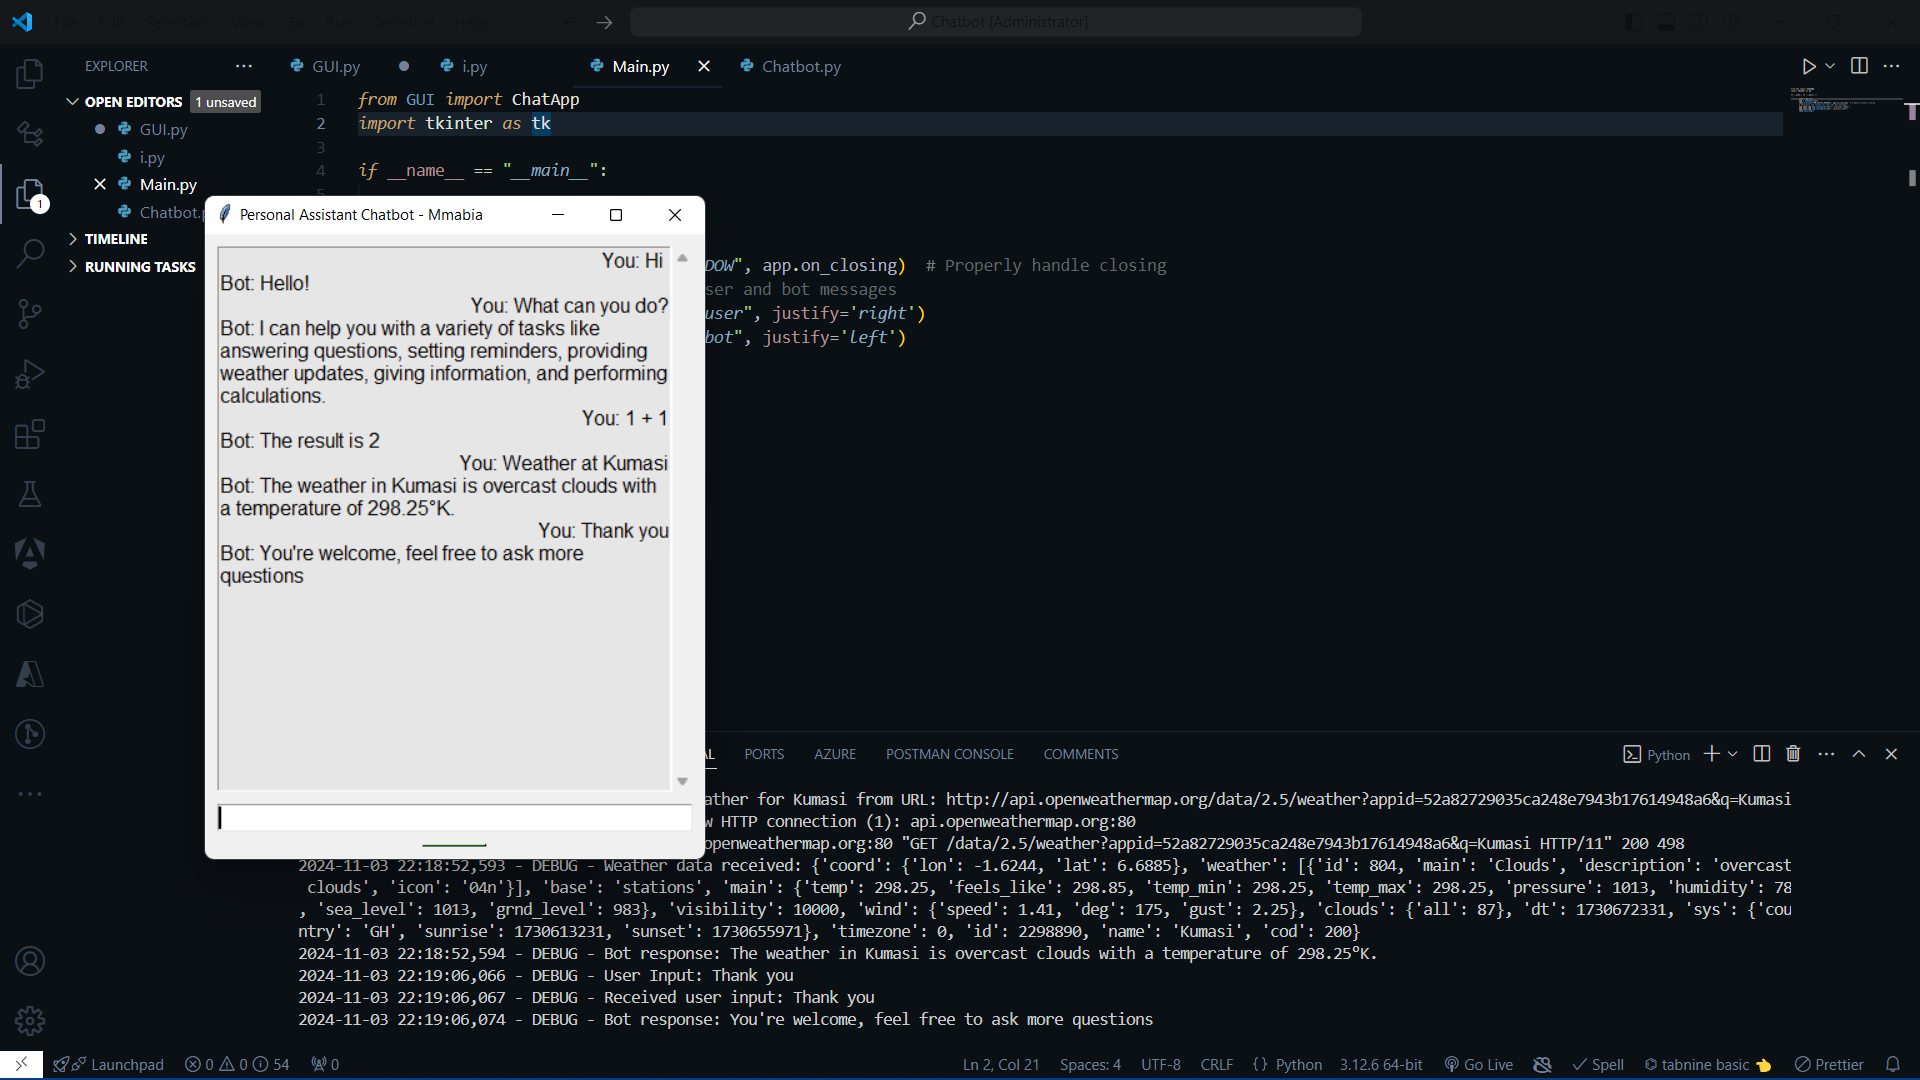 File Edit Selection View Go Run Terminal Help
Chatbot [Administrator]
EXPLORER
GUI.py
i.py
Main.py
Chatbot.py
OPEN EDITORS
1 unsaved
GUI.py
i.py
Main.py
Chatbot.p
TIMELINE
RUNNING TASKS
1
1 from GUI import ChatApp
2 import tkinter as tk
3
4 if __name__ == "__main__":
5
DOW", app.on_closing) # Properly handle closing
ser and bot messages
user", justify='right')
bot", justify='left')
Personal Assistant Chatbot - Mmabia
You: Hi
Bot: Hello!
You: What can you do?
Bot: I can help you with a variety of tasks like
answering questions, setting reminders, providing
weather updates, giving information, and performing
calculations.
You: 1 + 1
Bot: The result is 2
You: Weather at Kumasi
Bot: The weather in Kumasi is overcast clouds with
a temperature of 298.25°K.
You: Thank you
Bot: You're welcome, feel free to ask more
questions
AL PORTS AZURE POSTMAN CONSOLE COMMENTS
Python
ather for Kumasi from URL: http://api.openweathermap.org/data/2.5/weather?appid=52a82729035ca248e7943b17614948a6&q=Kumasi
w HTTP connection (1): api.openweathermap.org:80
openweathermap.org:80 "GET /data/2.5/weather?appid=52a82729035ca248e7943b17614948a6&q=Kumasi HTTP/11" 200 498
2024-11-03 22:18:52,593 - DEBUG - Weather data received: {'coord': {'lon': -1.6244, 'lat': 6.6885}, 'weather': [{'id': 804, 'main': 'Clouds', 'description': 'overcast
clouds', 'icon': '04n'}], 'base': 'stations', 'main': {'temp': 298.25, 'feels_like': 298.85, 'temp_min': 298.25, 'temp_max': 298.25, 'pressure': 1013, 'humidity': 78
, 'sea_level': 1013, 'grnd_level': 983}, 'visibility': 10000, 'wind': {'speed': 1.41, 'deg': 175, 'gust': 2.25}, 'clouds': {'all': 87}, 'dt': 1730672331, 'sys': {'cou
ntry': 'GH', 'sunrise': 1730613231, 'sunset': 1730655971}, 'timezone': 0, 'id': 2298890, 'name': 'Kumasi', 'cod': 200}
2024-11-03 22:18:52,594 - DEBUG - Bot response: The weather in Kumasi is overcast clouds with a temperature of 298.25°K.
2024-11-03 22:19:06,066 - DEBUG - User Input: Thank you
2024-11-03 22:19:06,067 - DEBUG - Received user input: Thank you
2024-11-03 22:19:06,074 - DEBUG - Bot response: You're welcome, feel free to ask more questions
Launchpad 0 0 54 0 Ln 2, Col 21 Spaces: 4 UTF-8 CRLF {} Python 3.12.6 64-bit Go Live Spell tabnine basic Prettier